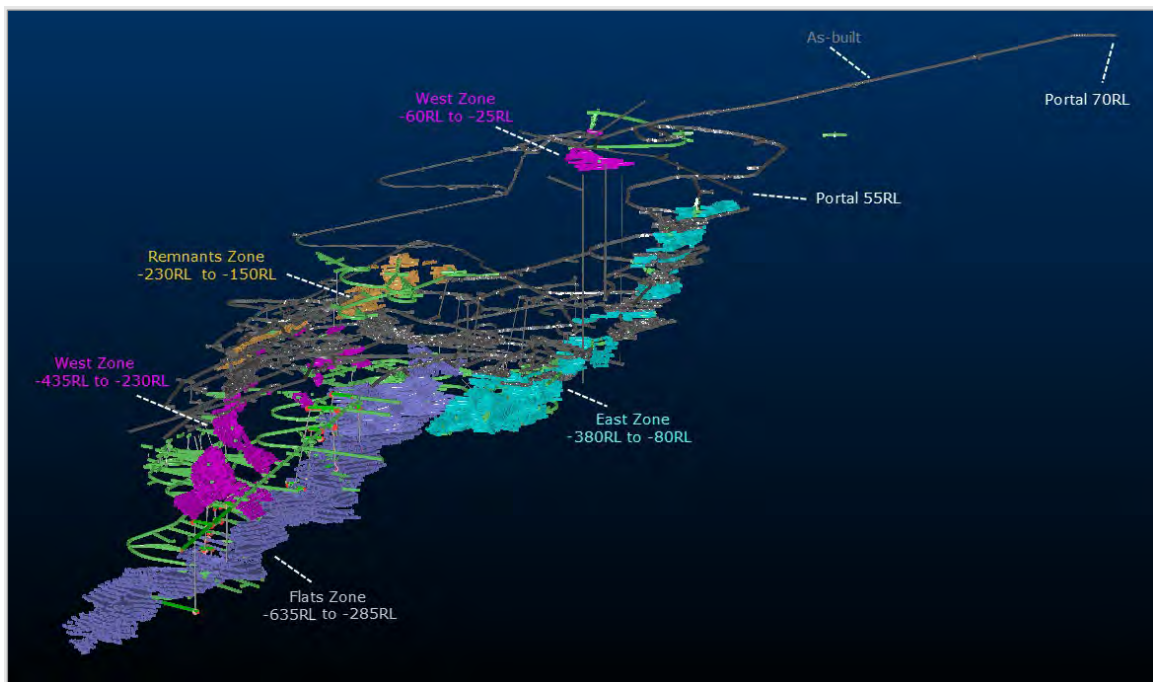 As-built
Portal 70RL
West Zone
-60RL to -25RL
Portal 55RL
Remnants Zone
-230RL to -150RL
West Zone
-435RL to -230RL
East Zone
-380RL to -80RL
Flats Zone
-635RL to -285RL